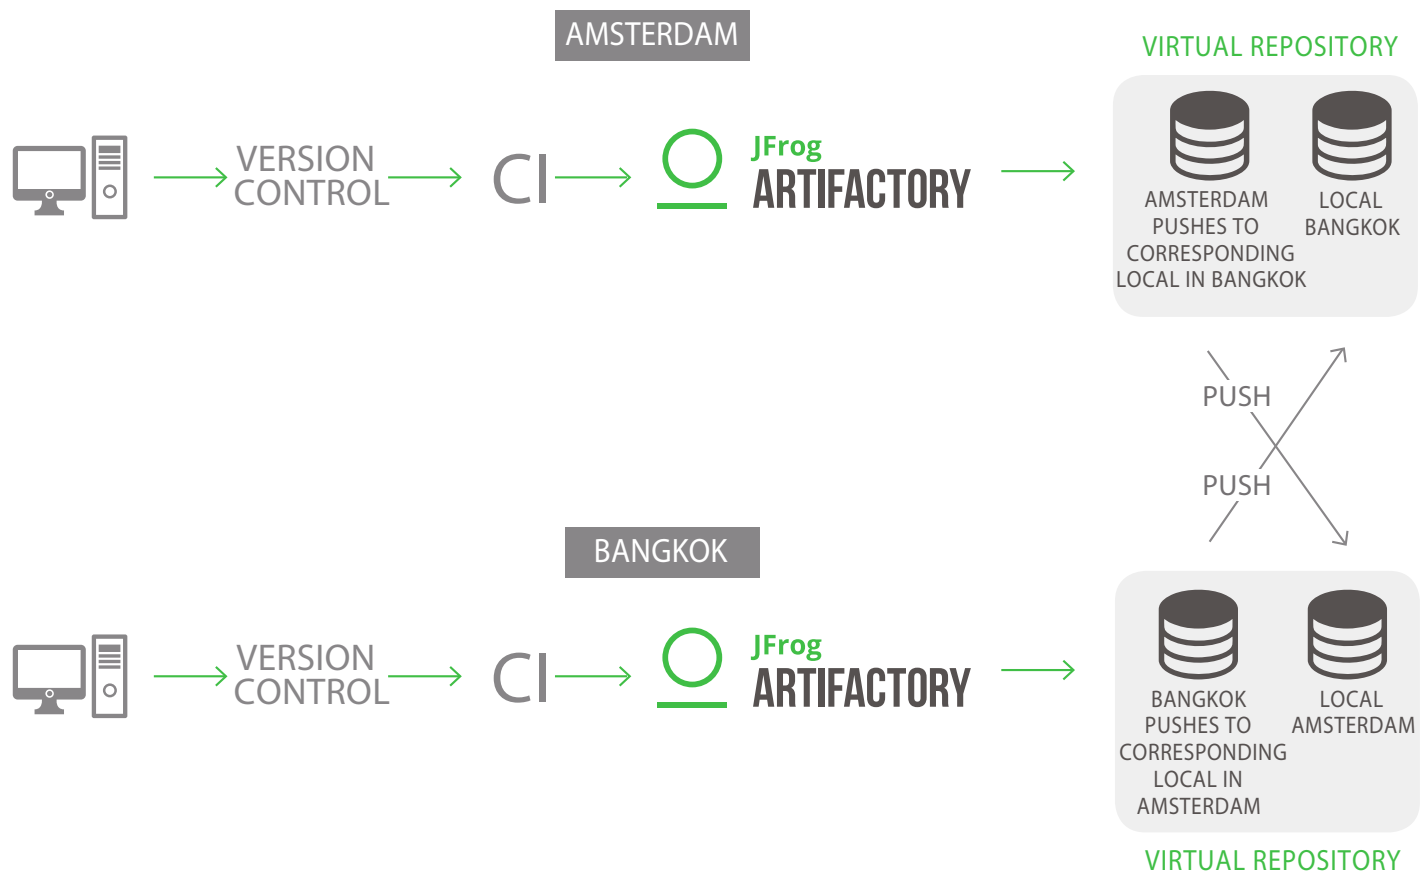 AMSTERDAM
VIRTUAL REPOSITORY
VERSION
CONTROL
CI
JFrog
ARTIFACTORY
AMSTERDAM
PUSHES TO
CORRESPONDING
LOCAL IN BANGKOK
LOCAL
BANGKOK
PUSH
PUSH
BANGKOK
VERSION
CONTROL
CI
JFrog
ARTIFACTORY
BANGKOK
PUSHES TO
CORRESPONDING
LOCAL IN
AMSTERDAM
LOCAL
AMSTERDAM
VIRTUAL REPOSITORY